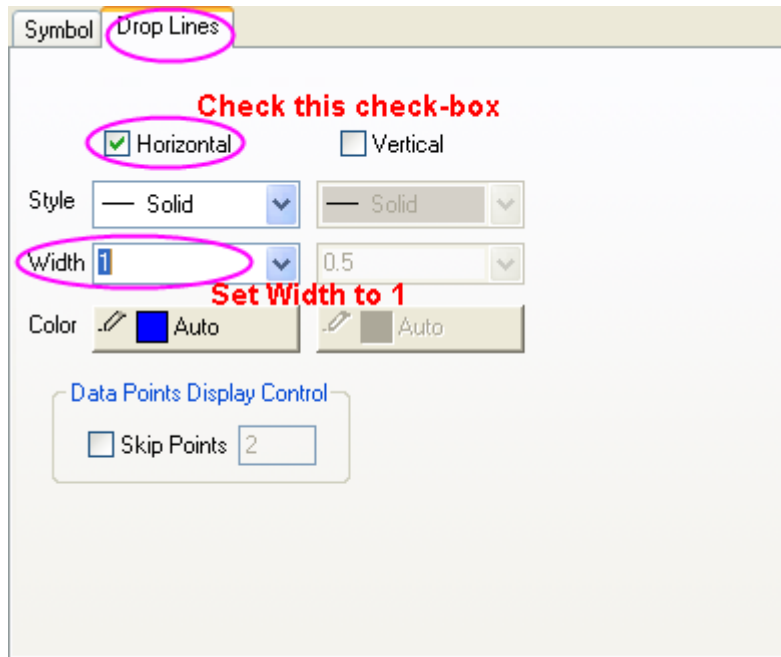 Symbol Drop Lines
Check this check-box
Horizontal Vertical
Style Solid Solid
Width 1 0.5
Set Width to 1
Color Auto Auto
Data Points Display Control
Skip Points 2